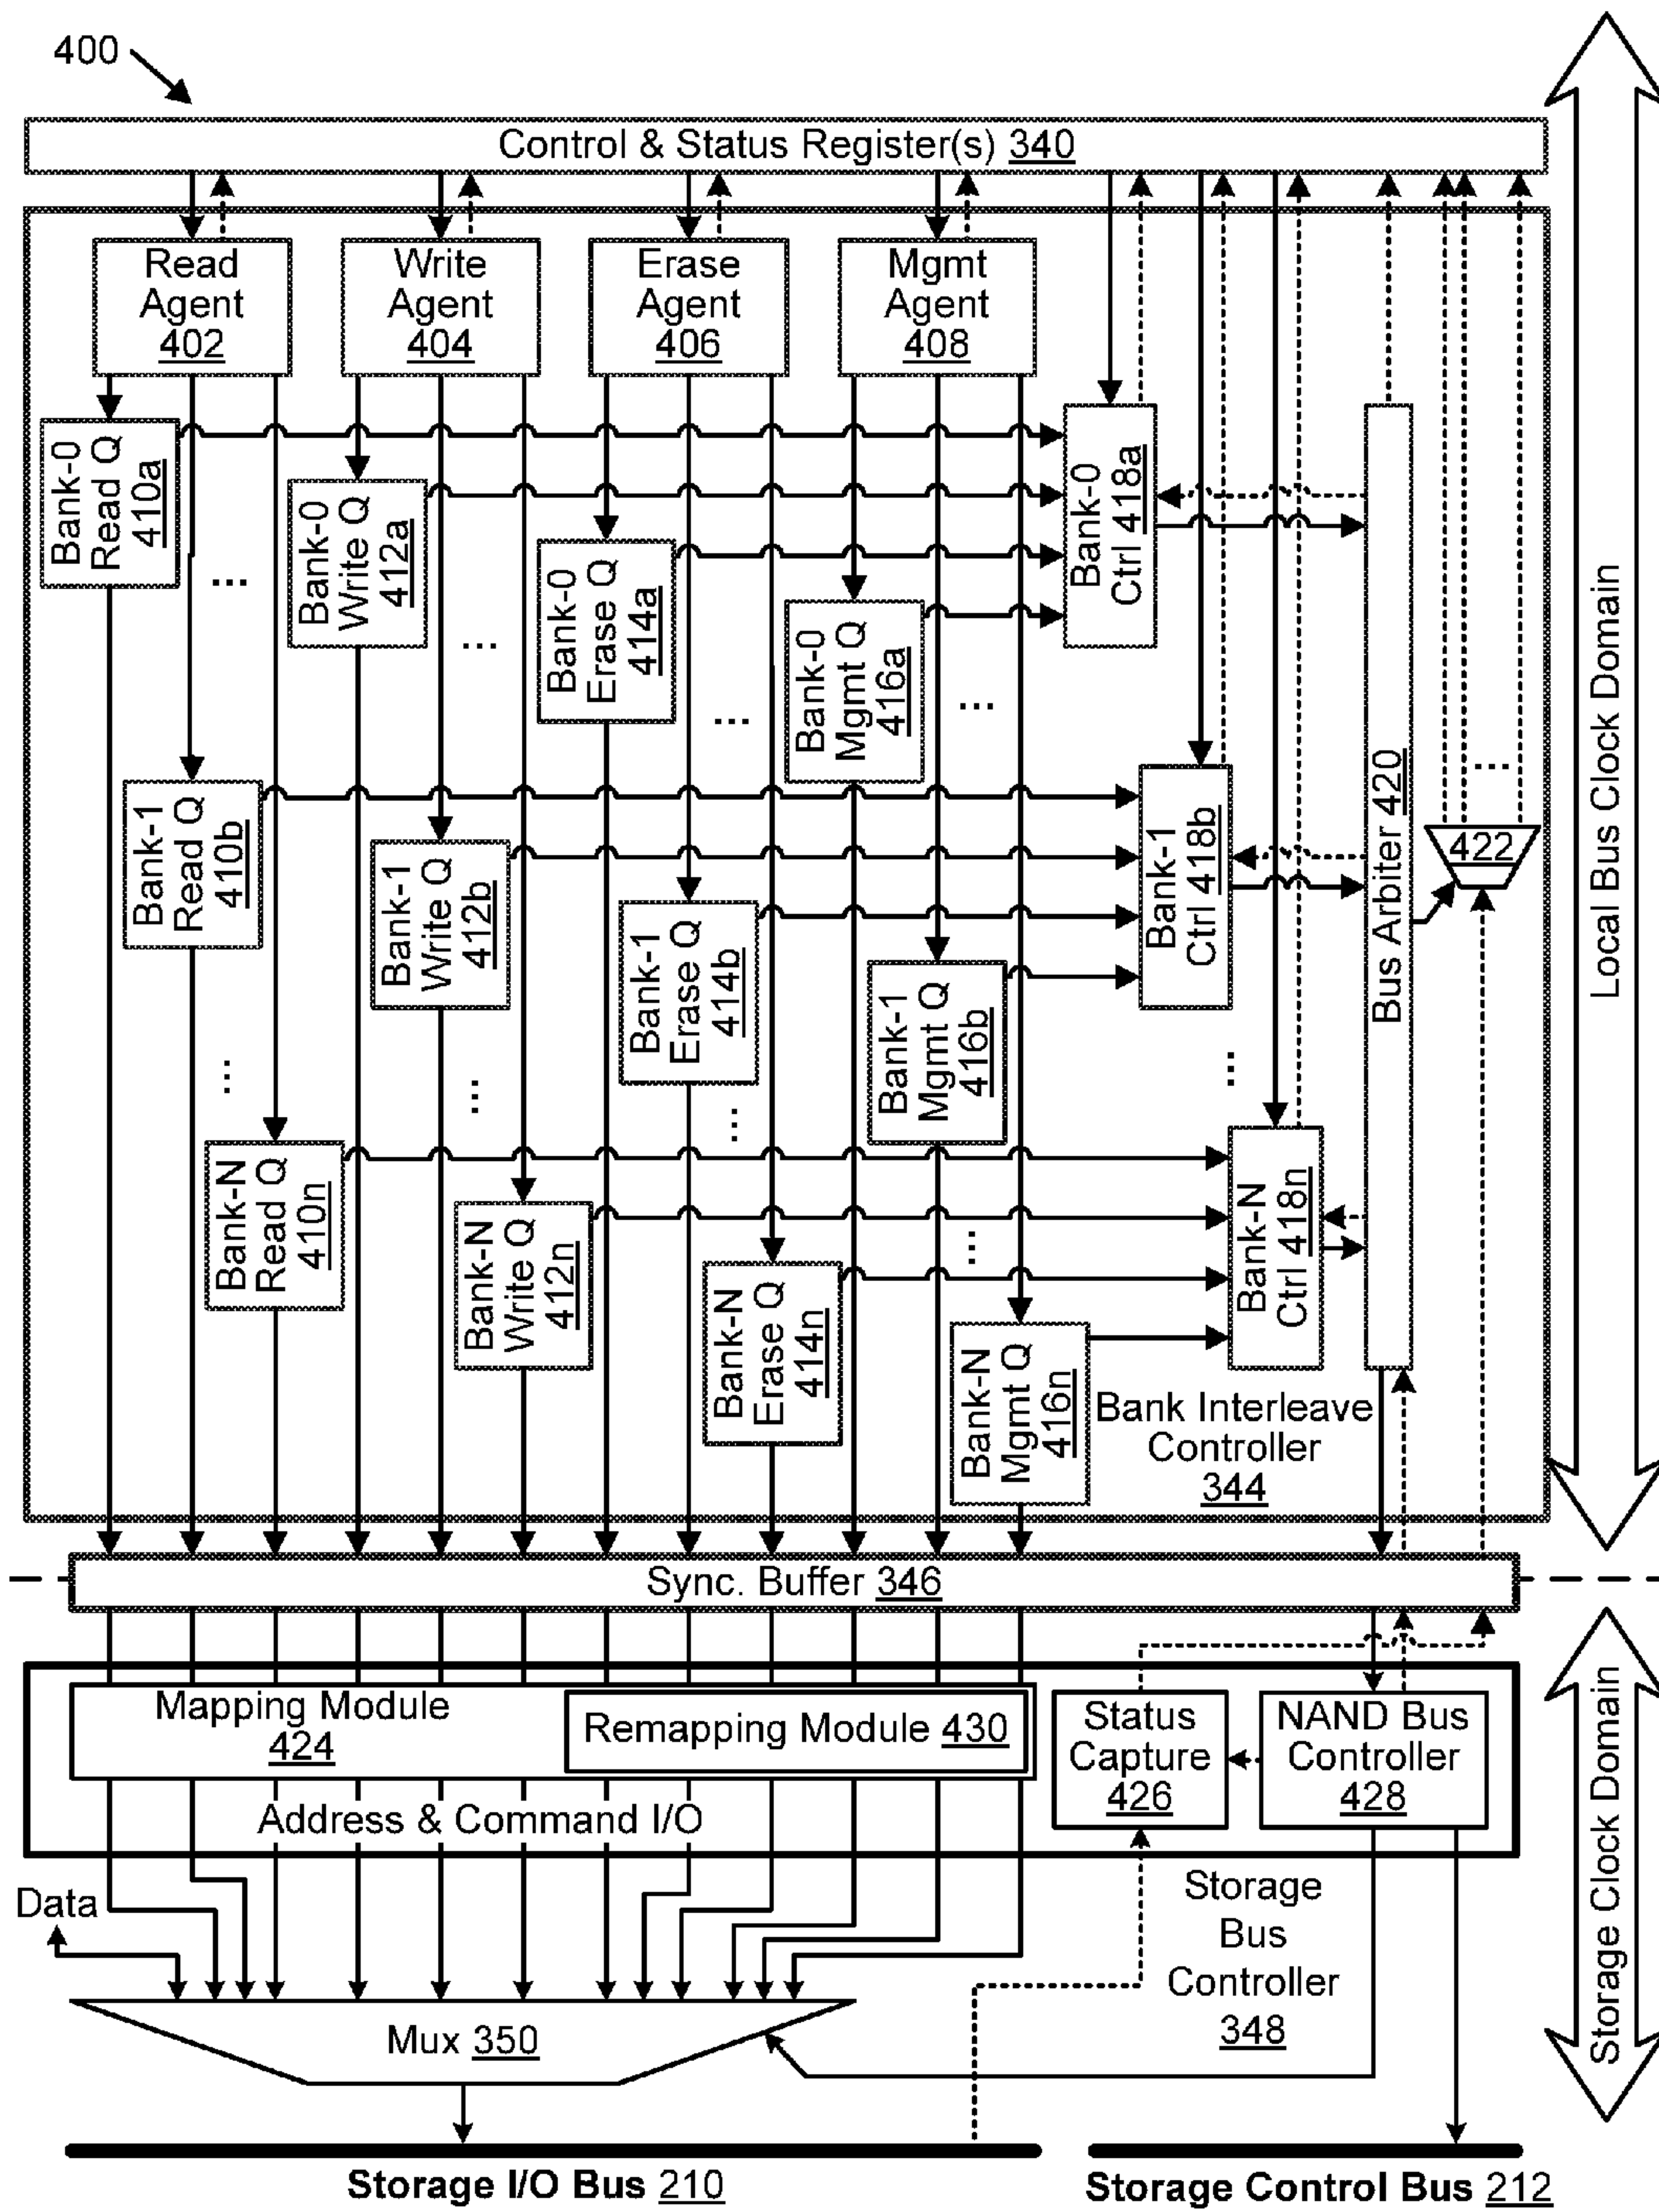 400
Control & Status Register(s) 340
Read
Agent
402
Write
Agent
404
Erase
Agent
406
Mgmt
Agent
408
Bank-0
Read Q
410a
Bank-0
Write Q
412a
Bank-0
Erase Q
414a
Bank-0
Mgmt Q
416a
Bank-0
Ctrl 418a
...
...
...
...
Bank-1
Read Q
410b
Bank-1
Write Q
412b
Bank-1
Erase Q
414b
Bank-1
Mgmt Q
416b
Bank-1
Ctrl 418b
Bus Arbiter 420
...
422
...
...
...
...
...
Bank-N
Read Q
410n
Bank-N
Write Q
412n
Bank-N
Erase Q
414n
Bank-N
Mgmt Q
416n
Bank-N
Ctrl 418n
Bank Interleave
Controller
344
Local Bus Clock Domain
Sync. Buffer 346
Mapping Module
424
Remapping Module 430
Status
Capture
426
NAND Bus
Controller
428
Address & Command I/O
Data
Storage
Bus
Controller
348
Storage Clock Domain
Mux 350
Storage I/O Bus 210
Storage Control Bus 212